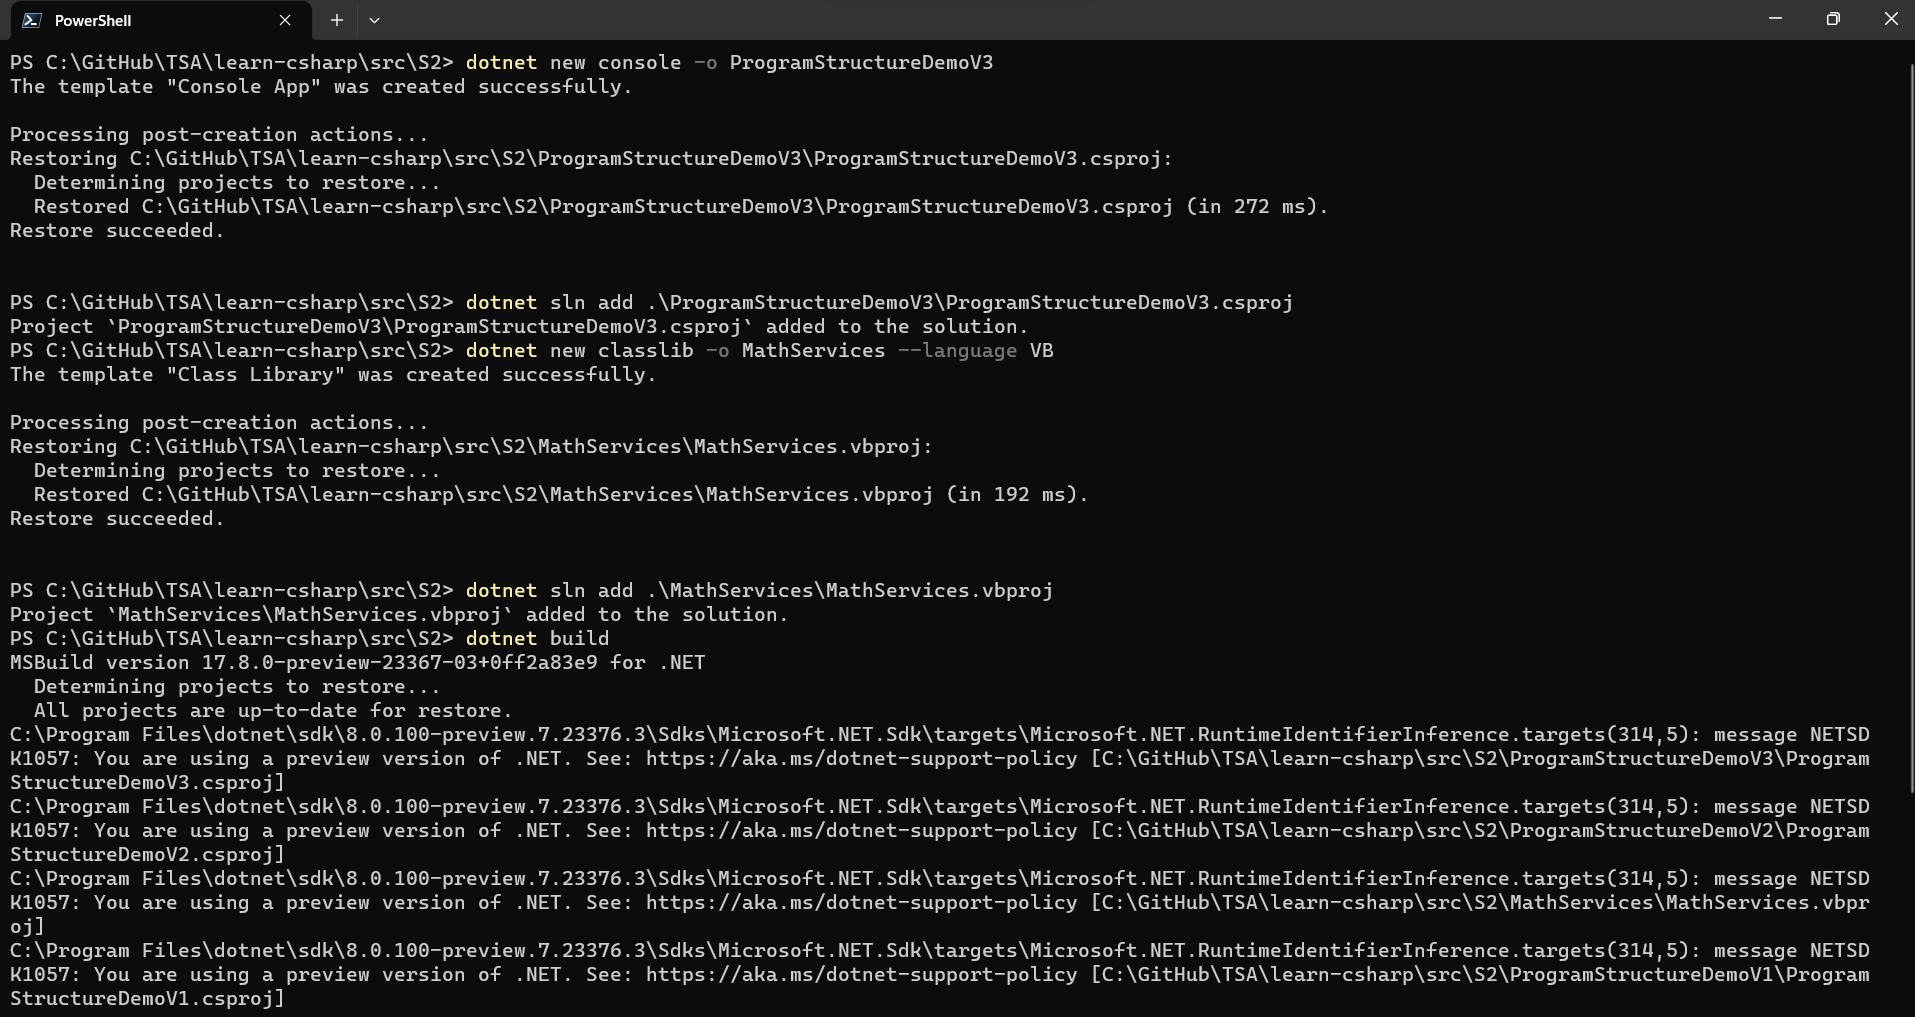 PowerShell
PS C:\GitHub\TSA\learn-csharp\src\S2> dotnet new console -o ProgramStructureDemoV3
The template "Console App" was created successfully.
Processing post-creation actions...
Restoring C:\GitHub\TSA\learn-csharp\src\S2\ProgramStructureDemoV3\ProgramStructureDemoV3.csproj:
  Determining projects to restore...
  Restored C:\GitHub\TSA\learn-csharp\src\S2\ProgramStructureDemoV3\ProgramStructureDemoV3.csproj (in 272 ms).
Restore succeeded.
PS C:\GitHub\TSA\learn-csharp\src\S2> dotnet sln add .\ProgramStructureDemoV3\ProgramStructureDemoV3.csproj
Project `ProgramStructureDemoV3\ProgramStructureDemoV3.csproj` added to the solution.
PS C:\GitHub\TSA\learn-csharp\src\S2> dotnet new classlib -o MathServices --language VB
The template "Class Library" was created successfully.
Processing post-creation actions...
Restoring C:\GitHub\TSA\learn-csharp\src\S2\MathServices\MathServices.vbproj:
  Determining projects to restore...
  Restored C:\GitHub\TSA\learn-csharp\src\S2\MathServices\MathServices.vbproj (in 192 ms).
Restore succeeded.
PS C:\GitHub\TSA\learn-csharp\src\S2> dotnet sln add .\MathServices\MathServices.vbproj
Project `MathServices\MathServices.vbproj` added to the solution.
PS C:\GitHub\TSA\learn-csharp\src\S2> dotnet build
MSBuild version 17.8.0-preview-23367-03+0ff2a83e9 for .NET
  Determining projects to restore...
  All projects are up-to-date for restore.
C:\Program Files\dotnet\sdk\8.0.100-preview.7.23376.3\Sdks\Microsoft.NET.Sdk\targets\Microsoft.NET.RuntimeIdentifierInference.targets(314,5): message NETSD
K1057: You are using a preview version of .NET. See: https://aka.ms/dotnet-support-policy [C:\GitHub\TSA\learn-csharp\src\S2\ProgramStructureDemoV3\Program
StructureDemoV3.csproj]
C:\Program Files\dotnet\sdk\8.0.100-preview.7.23376.3\Sdks\Microsoft.NET.Sdk\targets\Microsoft.NET.RuntimeIdentifierInference.targets(314,5): message NETSD
K1057: You are using a preview version of .NET. See: https://aka.ms/dotnet-support-policy [C:\GitHub\TSA\learn-csharp\src\S2\ProgramStructureDemoV2\Program
StructureDemoV2.csproj]
C:\Program Files\dotnet\sdk\8.0.100-preview.7.23376.3\Sdks\Microsoft.NET.Sdk\targets\Microsoft.NET.RuntimeIdentifierInference.targets(314,5): message NETSD
K1057: You are using a preview version of .NET. See: https://aka.ms/dotnet-support-policy [C:\GitHub\TSA\learn-csharp\src\S2\MathServices\MathServices.vbpr
oj]
C:\Program Files\dotnet\sdk\8.0.100-preview.7.23376.3\Sdks\Microsoft.NET.Sdk\targets\Microsoft.NET.RuntimeIdentifierInference.targets(314,5): message NETSD
K1057: You are using a preview version of .NET. See: https://aka.ms/dotnet-support-policy [C:\GitHub\TSA\learn-csharp\src\S2\ProgramStructureDemoV1\Program
StructureDemoV1.csproj]